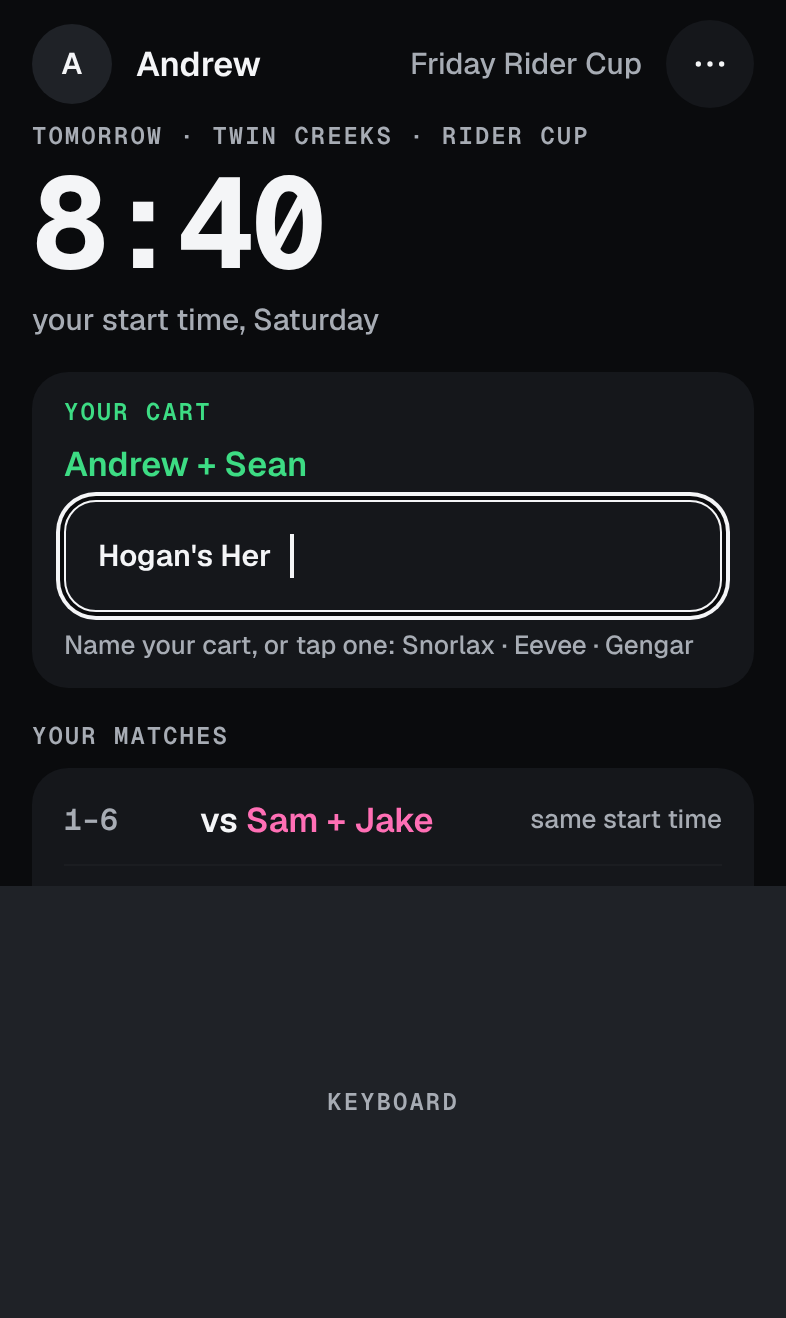 A Andrew Friday Rider Cup ...
TOMORROW · TWIN CREEKS · RIDER CUP
8:40
your start time, Saturday
YOUR CART
Andrew + Sean
Hogan's Her
Name your cart, or tap one: Snorlax · Eevee · Gengar
YOUR MATCHES
1–6 vs Sam + Jake same start time
KEYBOARD